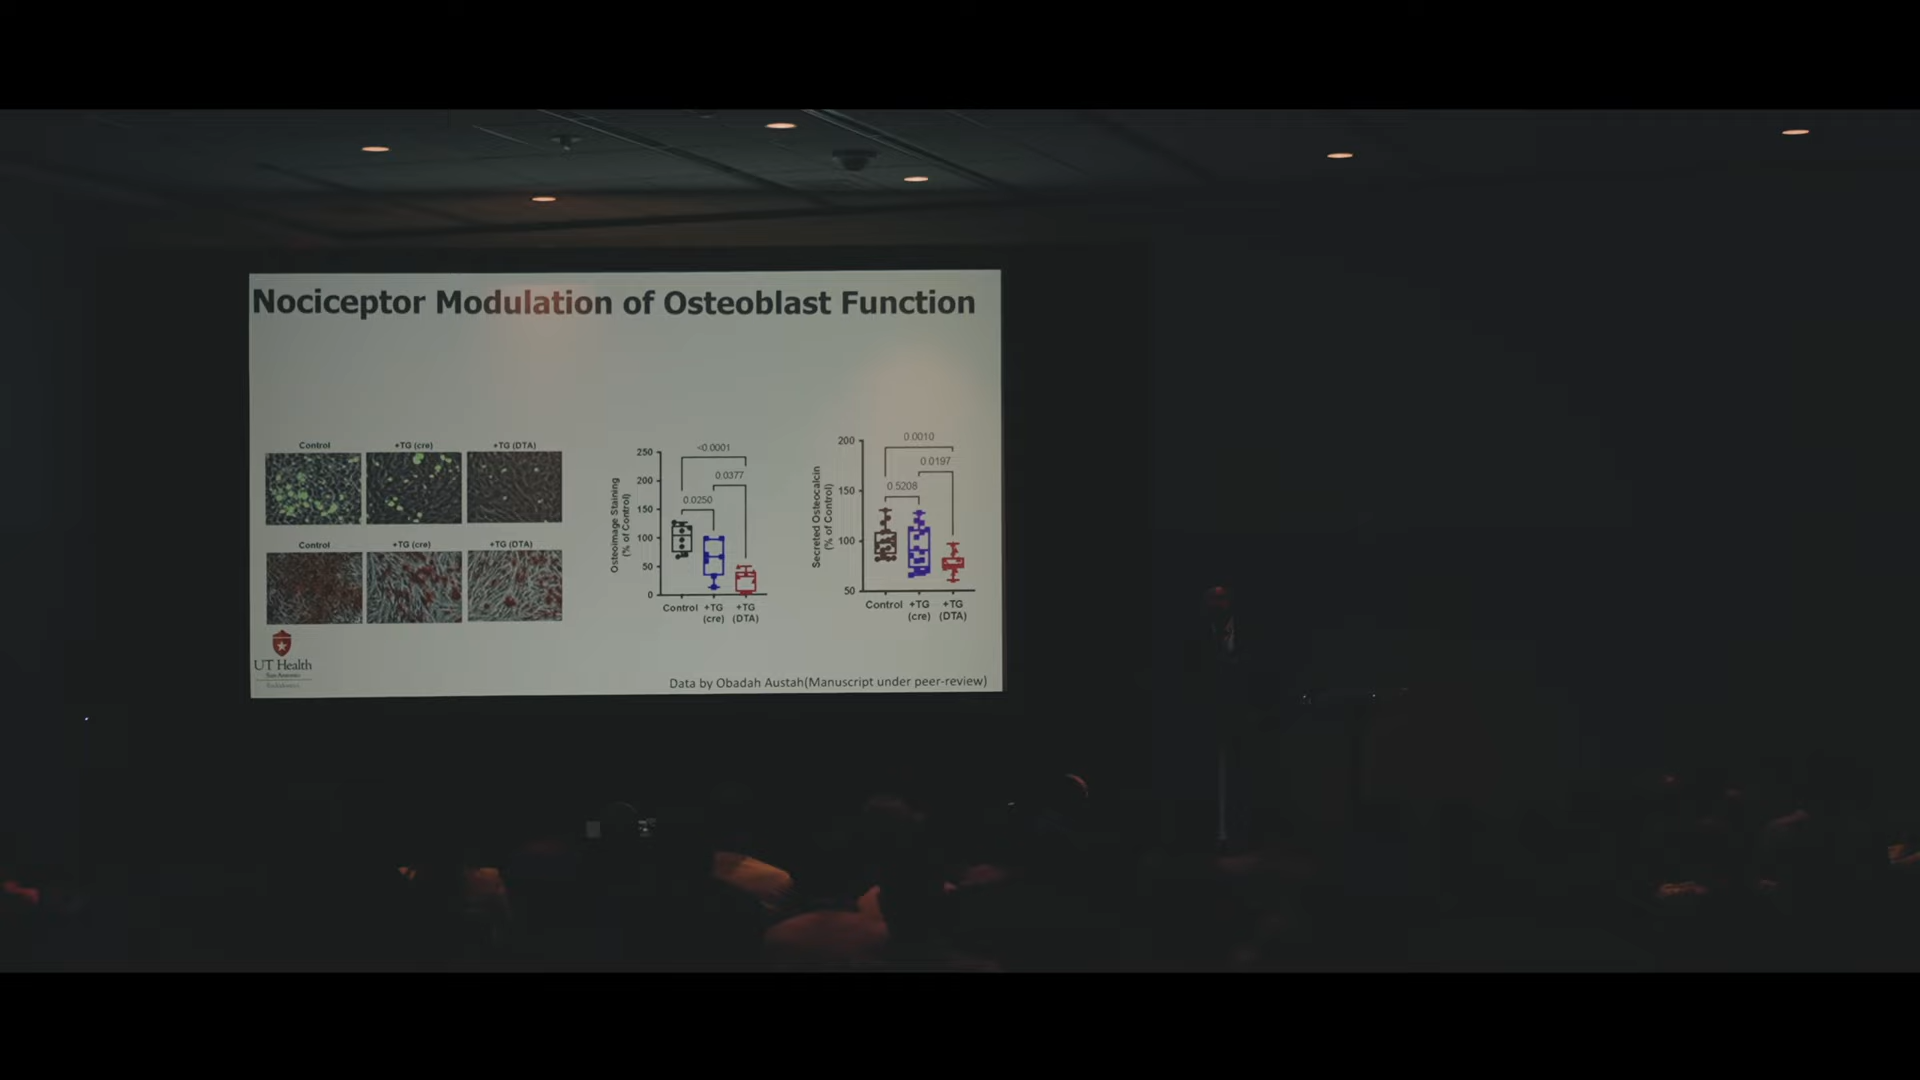 Nociceptor Modulation of Osteoblast Function
Control +TG (cre) +TG (DTA)
Control +TG (cre) +TG (DTA)
Osteoimage Staining
(% of Control)
250
200
150
100
50
0
<0.0001
0.0377
0.0250
Control +TG +TG
(cre) (DTA)
Secreted Osteocalcin
(% of Control)
200
150
100
50
0.0010
0.0197
0.5208
Control +TG +TG
(cre) (DTA)
UT Health
San Antonio
Data by Obadah Austah(Manuscript under peer-review)